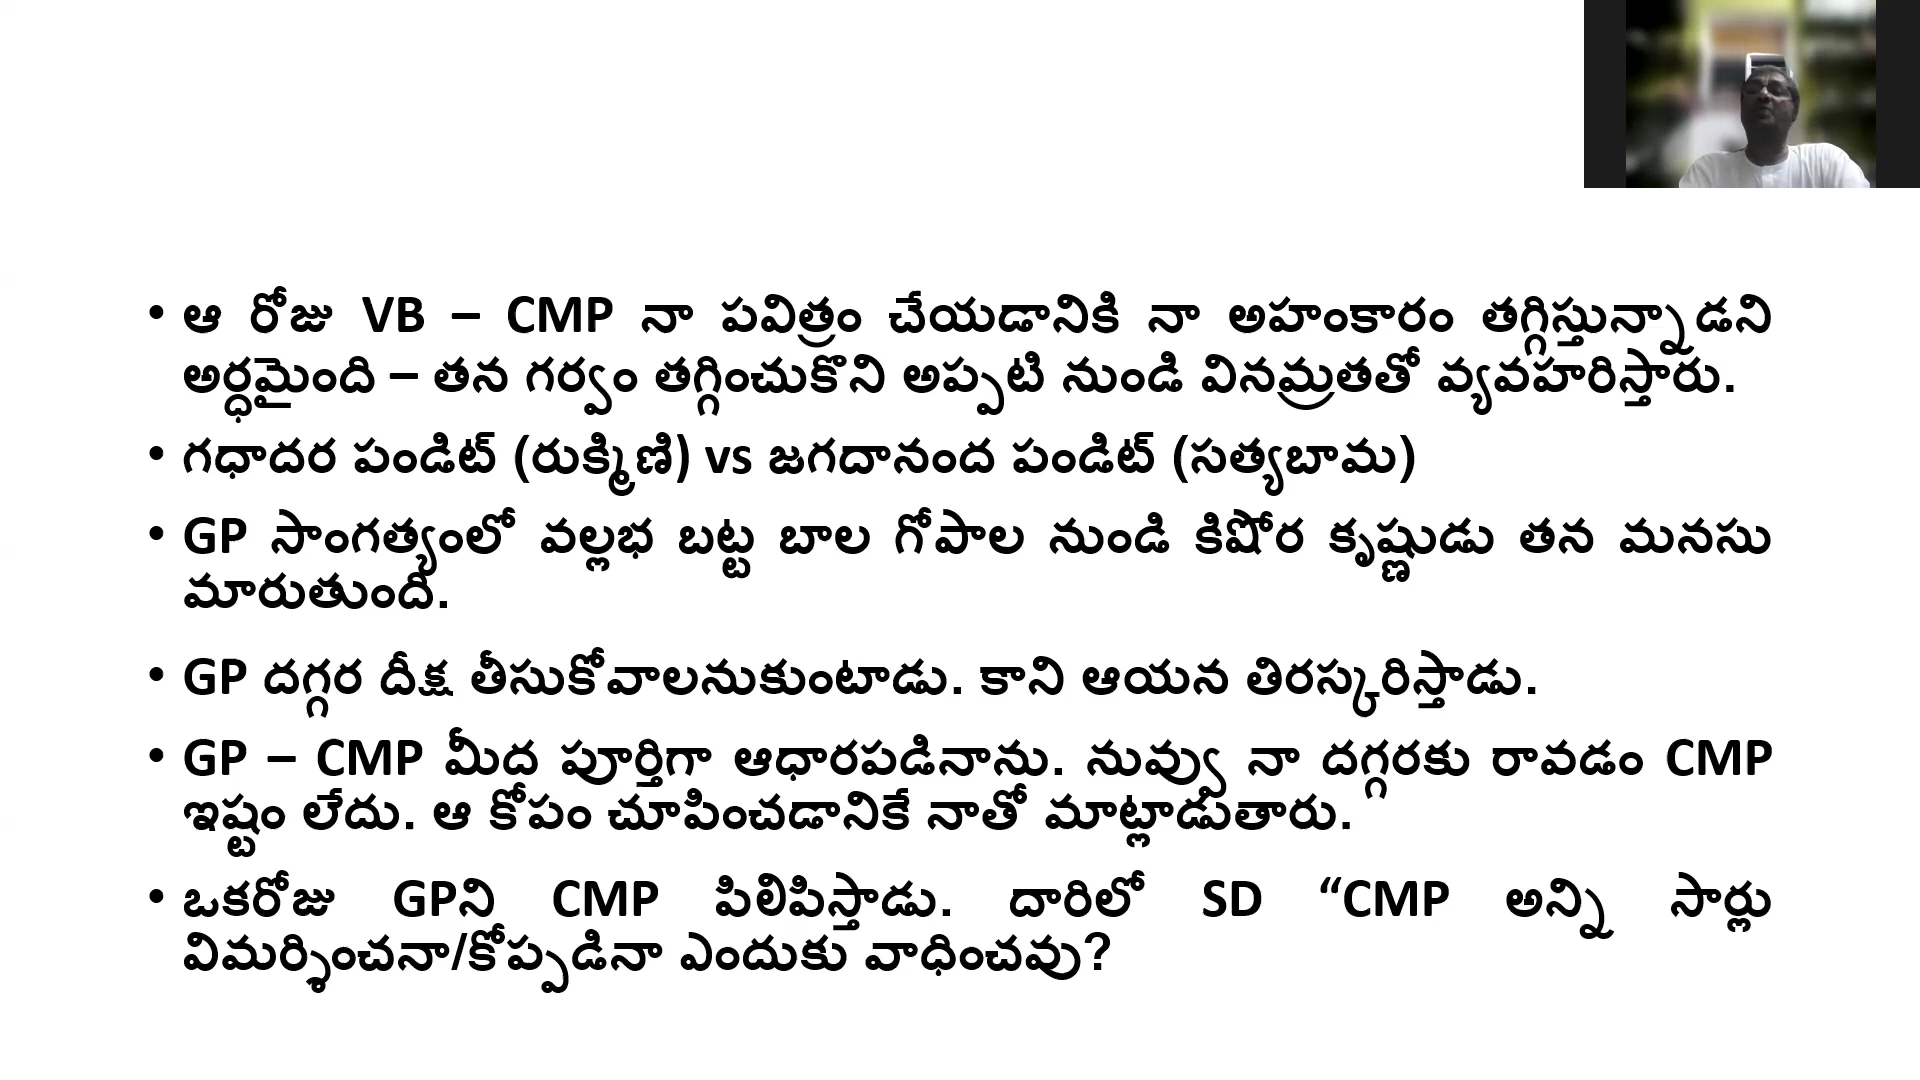 • ఆ రోజు VB – CMP నా పవిత్రం చేయడానికి నా అహంకారం తగ్గిస్తున్నాడని
అర్ధమైంది – తన గర్వం తగ్గించుకొని అప్పటి నుండి వినమ్రతతో వ్యవహరిస్తారు.
• గధాదర పండిట్ (రుక్మిణి) vs జగదానంద పండిట్ (సత్యబామ)
• GP సాంగత్యంలో వల్లభ బట్ట బాల గోపాల నుండి కిషోర కృష్ణుడు తన మనసు
మారుతుంది.
• GP దగ్గర దీక్ష తీసుకోవాలనుకుంటాడు. కాని ఆయన తిరస్కరిస్తాడు.
• GP – CMP మీద పూర్తిగా ఆధారపడినాను. నువ్వు నా దగ్గరకు రావడం CMP
ఇష్టం లేదు. ఆ కోపం చూపించడానికే నాతో మాట్లాడుతారు.
• ఒకరోజు GPని CMP పిలిపిస్తాడు. దారిలో SD “CMP అన్ని సార్లు
విమర్శించనా/కోప్పడినా ఎందుకు వాధించవు?